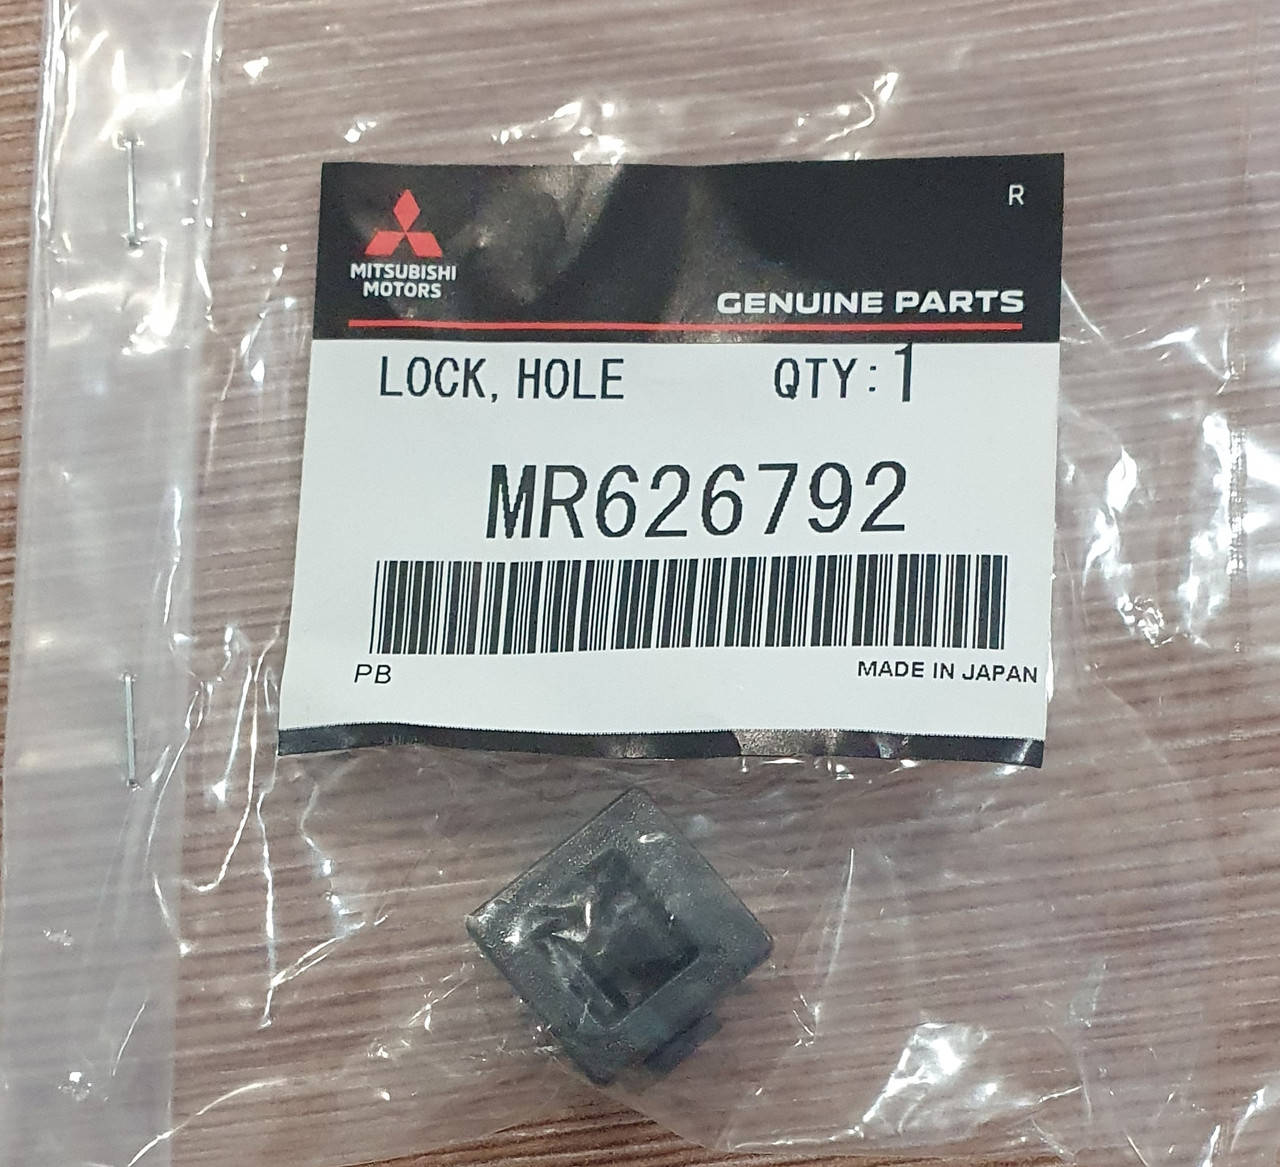 R
MITSUBISHI
MOTORS
GENUINE PARTS
LOCK, HOLE QTY:1
MR626792
PB MADE IN JAPAN